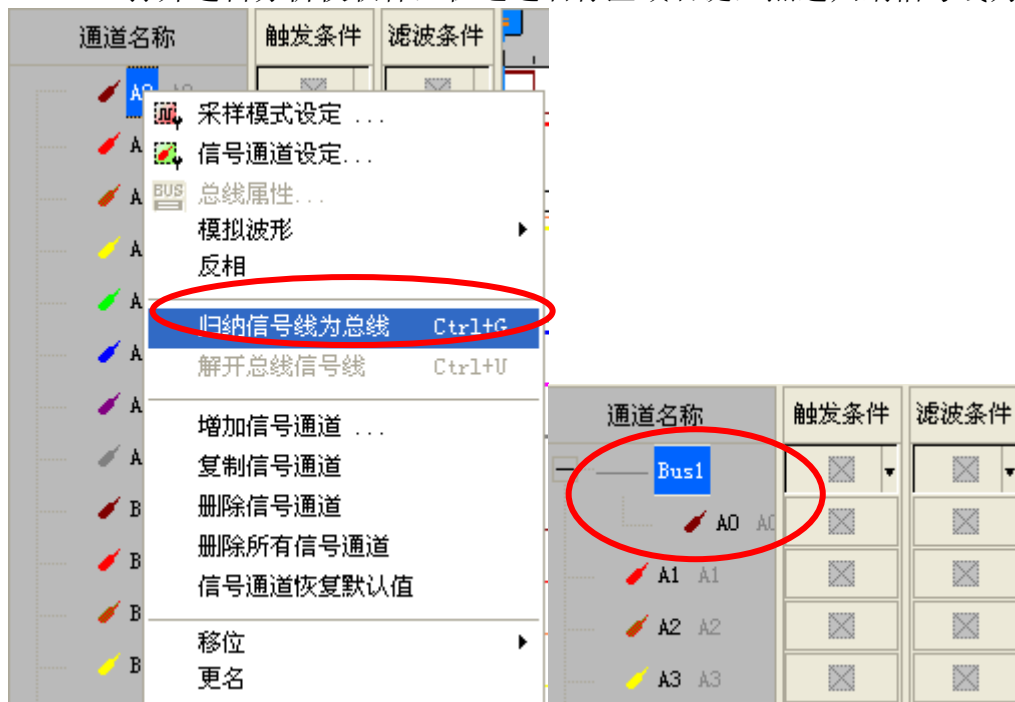 通道名称 触发条件 滤波条件
A0 A0
采样模式设定 ...
A
信号通道设定...
A
BUS 总线属性...
模拟波形
A
反相
A
归纳信号线为总线 Ctrl+G
A
解开总线信号线 Ctrl+U
A
增加信号通道 ...
A
复制信号通道
B
删除信号通道
删除所有信号通道
B
信号通道恢复默认值
B
移位
B
更名
通道名称 触发条件 滤波条件
Bus1
A0 A0
A1 A1
A2 A2
A3 A3